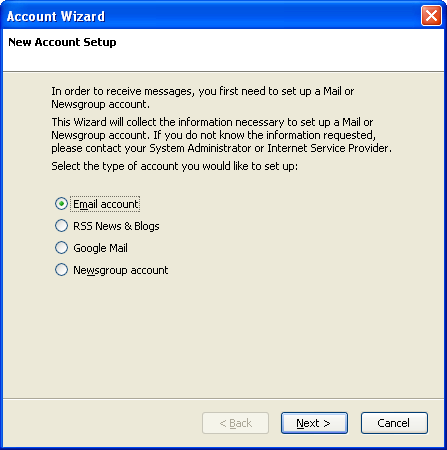 Account Wizard
New Account Setup
In order to receive messages, you first need to set up a Mail or
Newsgroup account.
This Wizard will collect the information necessary to set up a Mail or
Newsgroup account. If you do not know the information requested,
please contact your System Administrator or Internet Service Provider.
Select the type of account you would like to set up:
Email account
RSS News & Blogs
Google Mail
Newsgroup account
< Back Next > Cancel